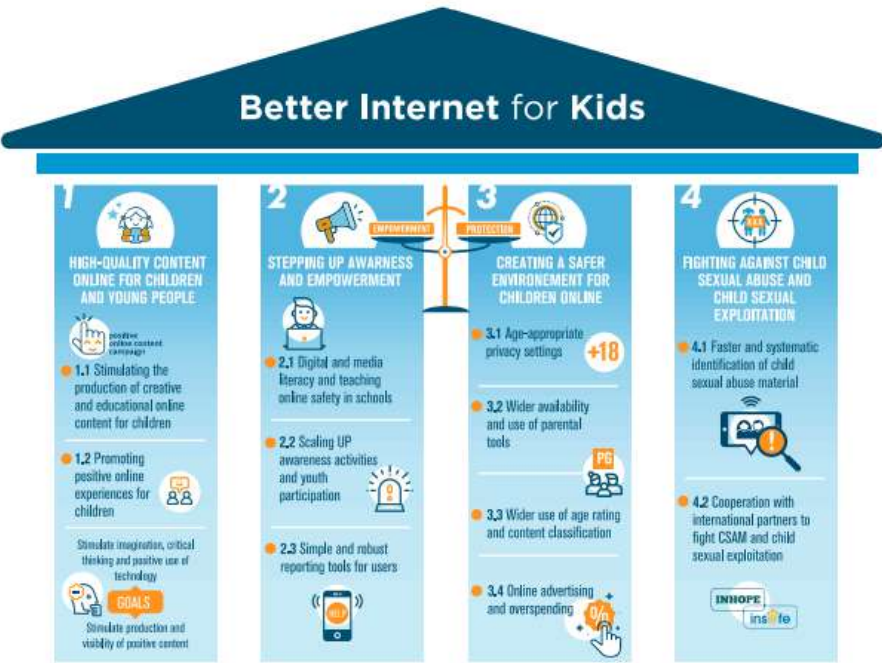 Better Internet for Kids
1
HIGH-QUALITY CONTENT
ONLINE FOR CHILDREN
AND YOUNG PEOPLE
positive
online content
campaign
1.1 Stimulating the
production of creative
and educational online
content for children
1.2 Promoting
positive online
experiences for
children
Stimulate imagination, critical
thinking and positive use of
technology
GOALS
Stimulate production and
visibility of positive content
2
STEPPING UP AWARNESS
AND EMPOWERMENT
2.1 Digital and media
literacy and teaching
online safety in schools
2.2 Scaling UP
awareness activities
and youth
participation
2.3 Simple and robust
reporting tools for users
HELP
EMPOWERMENT
PROTECTION
3
CREATING A SAFER
ENVIRONEMENT FOR
CHILDREN ONLINE
3.1 Age-appropriate
privacy settings
+18
3.2 Wider availability
and use of parental
tools
PG
3.3 Wider use of age rating
and content classification
3.4 Online advertising
and overspending
%
4
FIGHTING AGAINST CHILD
SEXUAL ABUSE AND
CHILD SEXUAL
EXPLOITATION
4.1 Faster and systematic
identification of child
sexual abuse material
!
4.2 Cooperation with
international partners to
fight CSAM and child
sexual exploitation
INHOPE
insafe